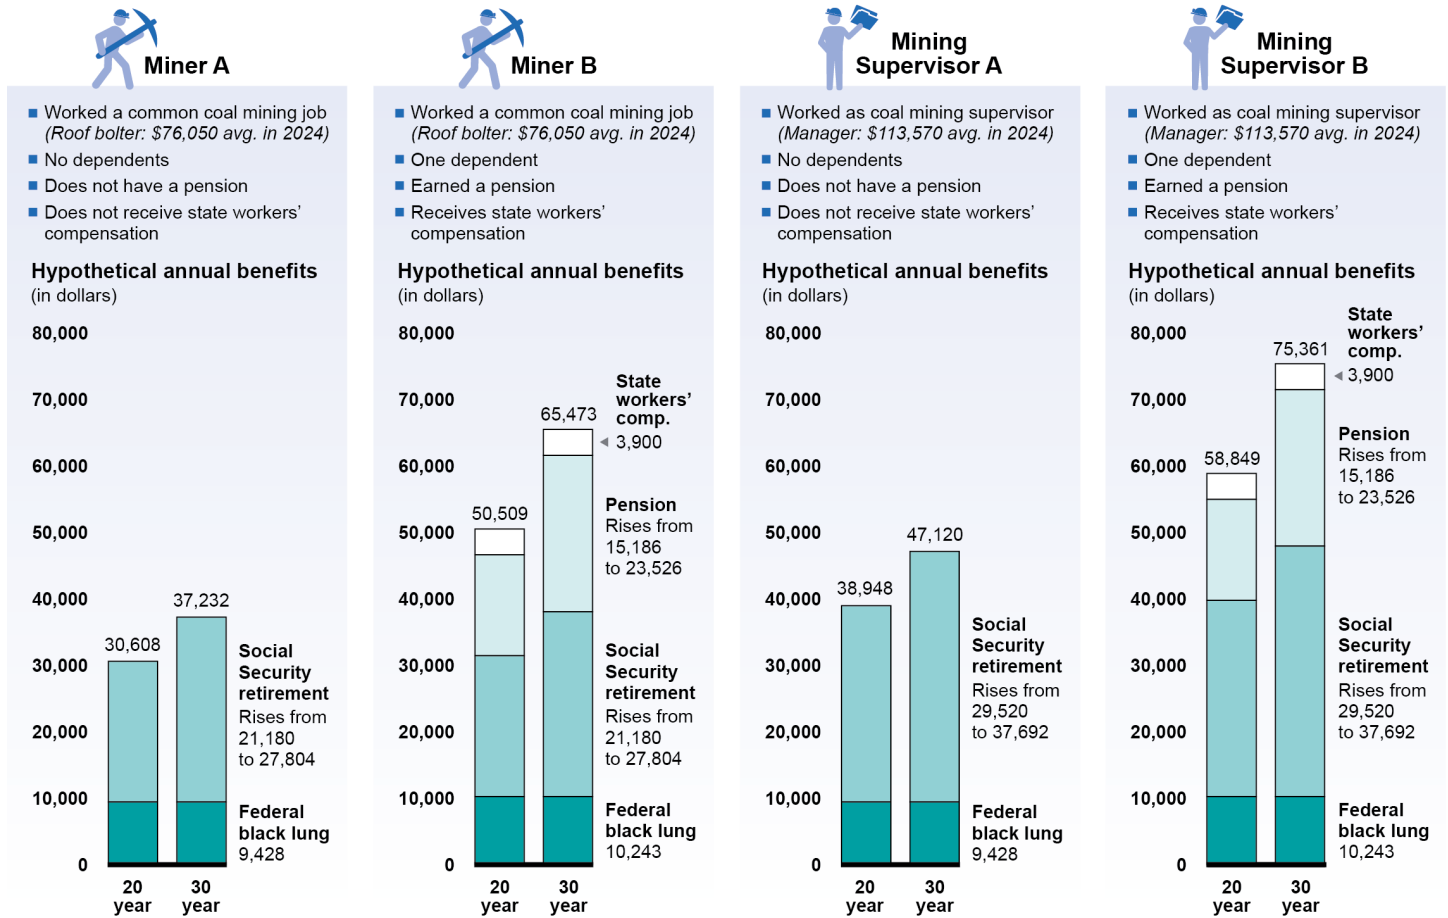 Miner A
■ Worked a common coal mining job
(Roof bolter: $76,050 avg. in 2024)
■ No dependents
■ Does not have a pension
■ Does not receive state workers’
compensation
Hypothetical annual benefits
(in dollars)
80,000
70,000
60,000
50,000
40,000
30,000
20,000
10,000
0
30,608
37,232
Social
Security
retirement
Rises from
21,180
to 27,804
Federal
black lung
9,428
20
year
30
year
Miner B
■ Worked a common coal mining job
(Roof bolter: $76,050 avg. in 2024)
■ One dependent
■ Earned a pension
■ Receives state workers’
compensation
Hypothetical annual benefits
(in dollars)
80,000
70,000
60,000
50,000
40,000
30,000
20,000
10,000
0
50,509
65,473
State
workers’
comp.
3,900
Pension
Rises from
15,186
to 23,526
Social
Security
retirement
Rises from
21,180
to 27,804
Federal
black lung
10,243
20
year
30
year
Mining
Supervisor A
■ Worked as coal mining supervisor
(Manager: $113,570 avg. in 2024)
■ No dependents
■ Does not have a pension
■ Does not receive state workers’
compensation
Hypothetical annual benefits
(in dollars)
80,000
70,000
60,000
50,000
40,000
30,000
20,000
10,000
0
38,948
47,120
Social
Security
retirement
Rises from
29,520
to 37,692
Federal
black lung
9,428
20
year
30
year
Mining
Supervisor B
■ Worked as coal mining supervisor
(Manager: $113,570 avg. in 2024)
■ One dependent
■ Earned a pension
■ Receives state workers’
compensation
Hypothetical annual benefits
(in dollars)
80,000
70,000
60,000
50,000
40,000
30,000
20,000
10,000
0
58,849
75,361
State
workers’
comp.
3,900
Pension
Rises from
15,186
to 23,526
Social
Security
retirement
Rises from
29,520
to 37,692
Federal
black lung
10,243
20
year
30
year